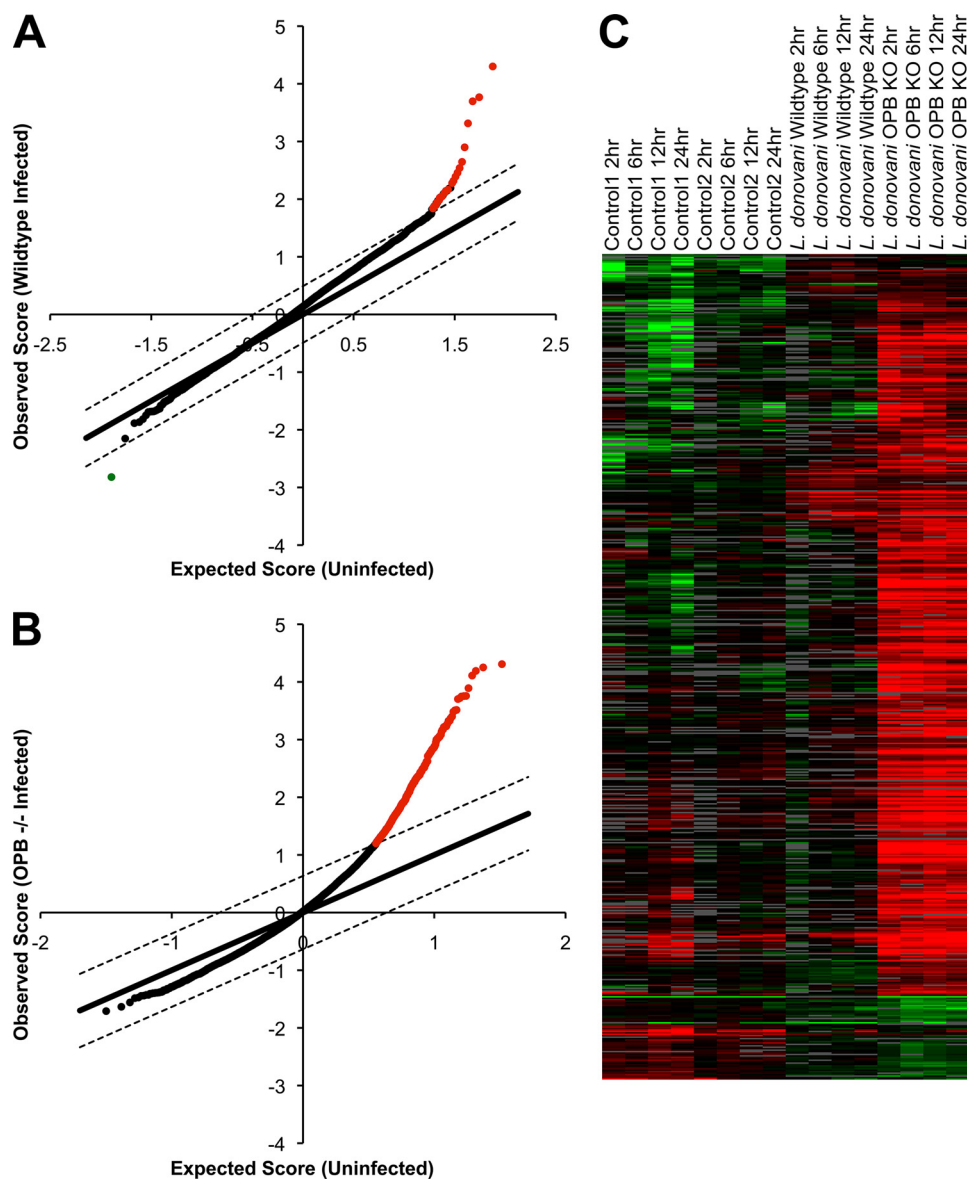 A
5
4
3
2
1
0
-1
-2
-3
-4
-2.5
-1.5
-0.5
0.5
1.5
2.5
Observed Score (Wildtype Infected)
Expected Score (Uninfected)
B
5
4
3
2
1
0
-1
-2
-3
-4
-2
-1
0
1
2
Observed Score (OPB -/- Infected)
Expected Score (Uninfected)
C
Control1 2hr
Control1 6hr
Control1 12hr
Control1 24hr
Control2 2hr
Control2 6hr
Control2 12hr
Control2 24hr
L. donovani Wildtype 2hr
L. donovani Wildtype 6hr
L. donovani Wildtype 12hr
L. donovani Wildtype 24hr
L. donovani OPB KO 2hr
L. donovani OPB KO 6hr
L. donovani OPB KO 12hr
L. donovani OPB KO 24hr